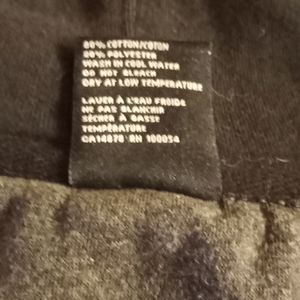 80% COTTON/COTON
20% POLYESTER
WASH IN COOL WATER
DO NOT BLEACH
DRY AT LOW TEMPERATURE
LAVER À L'EAU FROIDE
NE PAS BLANCHIR
SÉCHER À BASSE
TEMPÉRATURE
CA14878 RN 100054